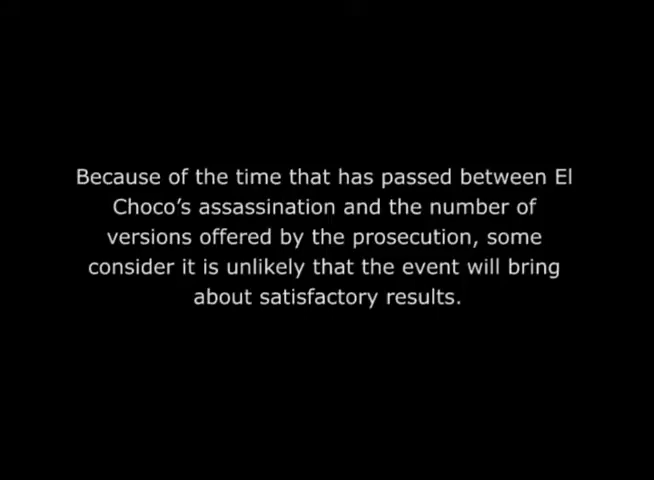 Because of the time that has passed between El
Choco’s assassination and the number of
versions offered by the prosecution, some
consider it is unlikely that the event will bring
about satisfactory results.